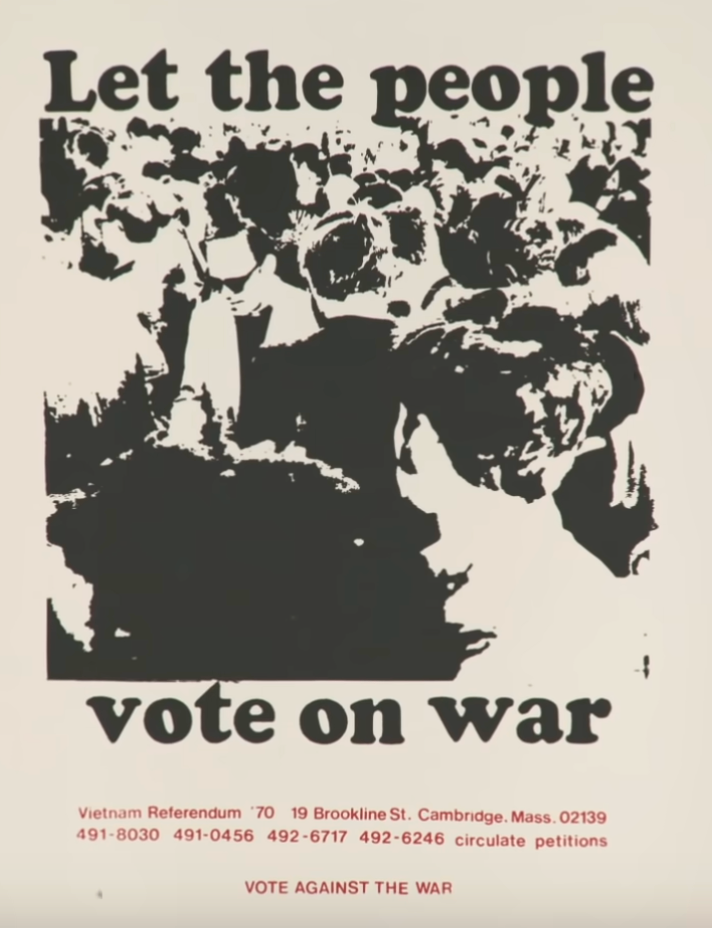 Let the people
vote on war
Vietnam Referendum '70 19 Brookline St. Cambridge. Mass. 02139
491-8030 491-0456 492-6717 492-6246 circulate petitions
VOTE AGAINST THE WAR